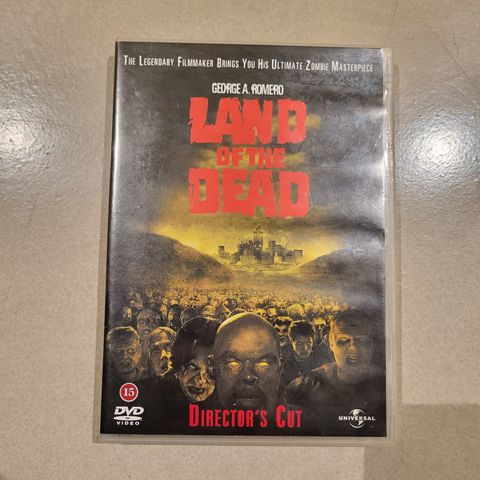 The Legendary Filmmaker Brings You His Ultimate Zombie Masterpiece
GEORGE A. ROMERO
LAND
OF THE
DEAD
15
DVD
VIDEO
DIRECTOR'S CUT
UNIVERSAL